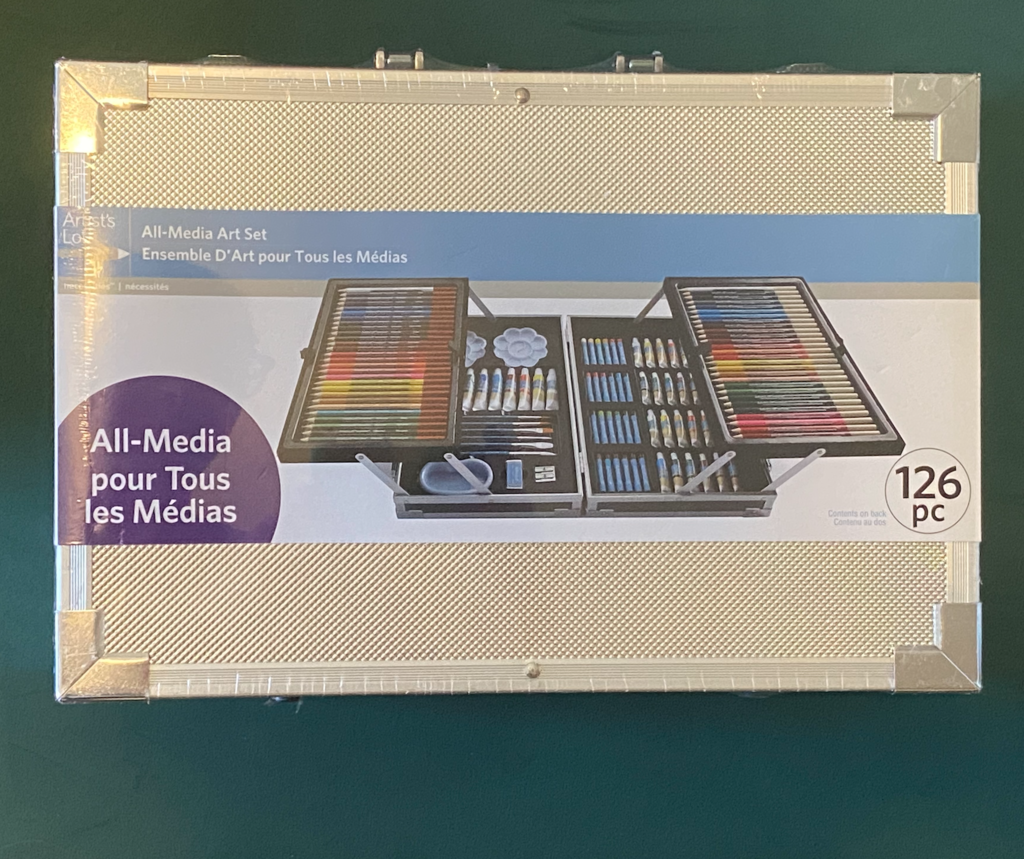 Artist's
All-Media Art Set
Ensemble D'Art pour Tous les Médias
nécessités
All-Media
pour Tous
les Médias
126
pc
Contents on back
Contenu au dos